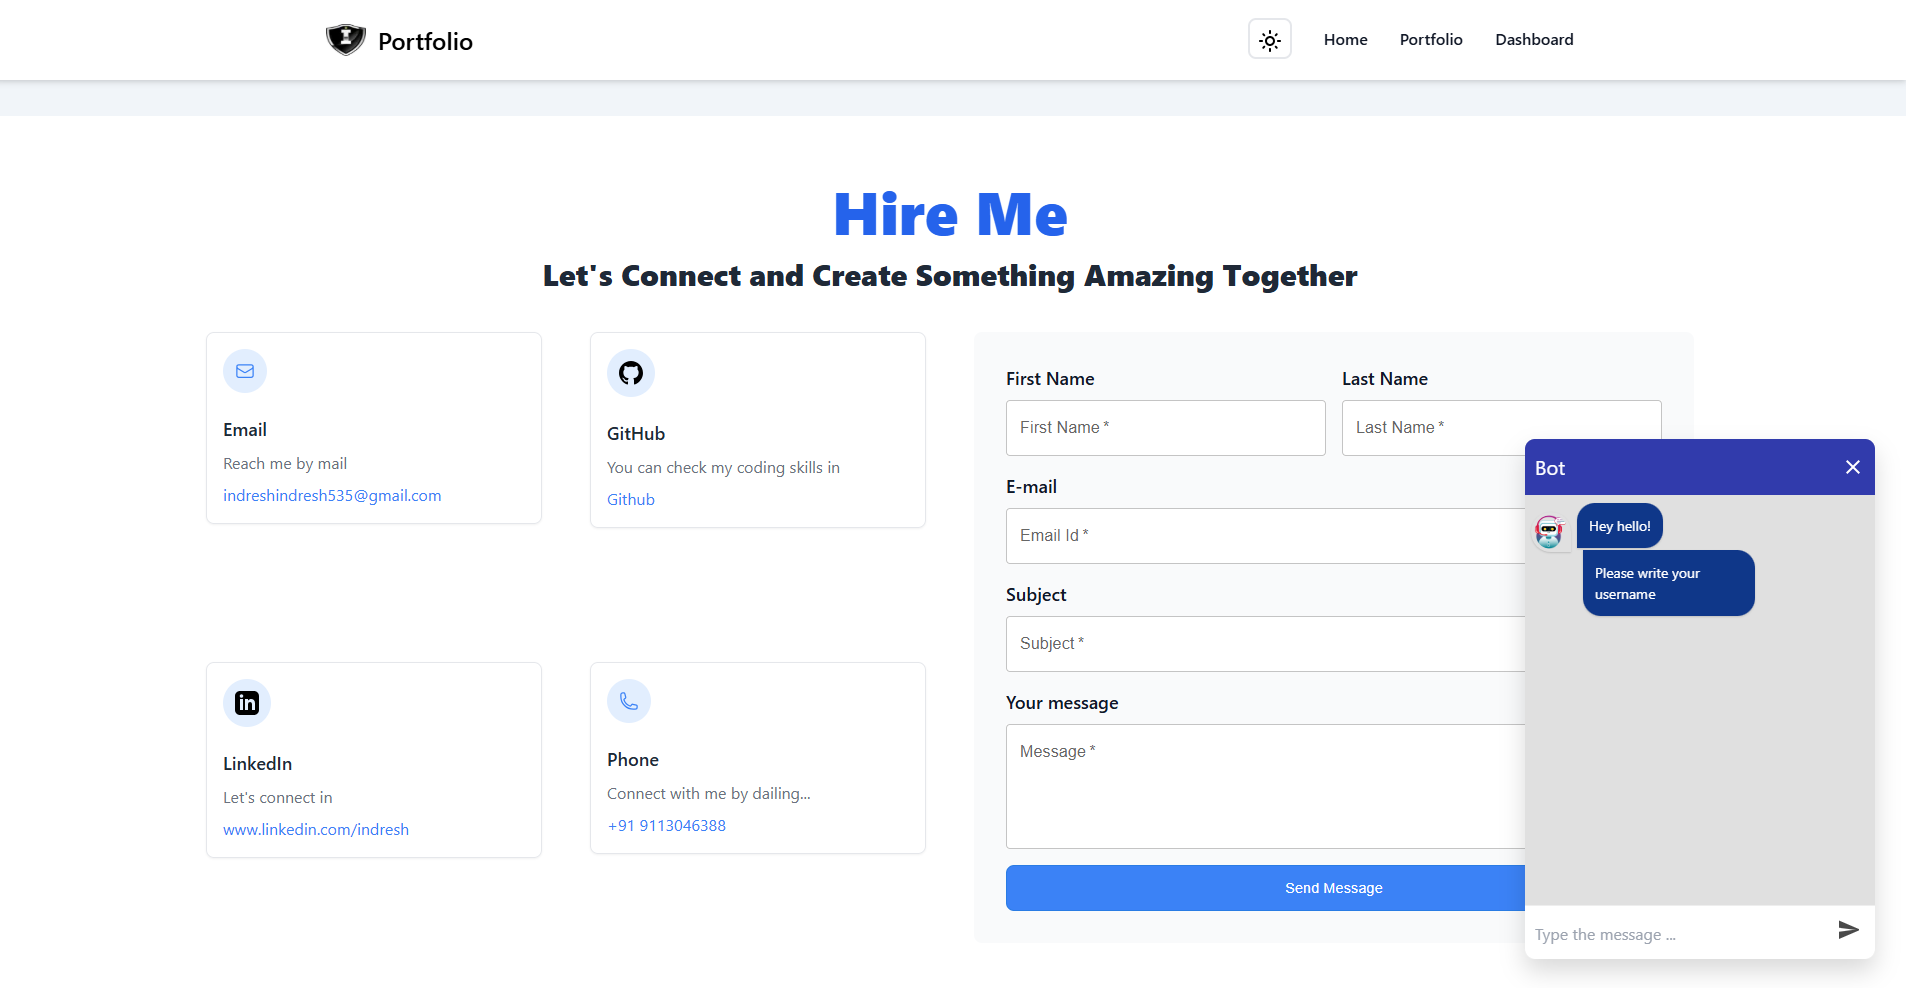 Portfolio
Home
Portfolio
Dashboard
Hire Me
Let's Connect and Create Something Amazing Together
Email
Reach me by mail
indreshindresh535@gmail.com
GitHub
You can check my coding skills in
Github
LinkedIn
Let's connect in
www.linkedin.com/indresh
Phone
Connect with me by dailing...
+91 9113046388
First Name
Last Name
First Name *
Last Name *
E-mail
Email Id *
Subject
Subject *
Your message
Message *
Send Message
Bot
Hey hello!
Please write your
username
Type the message ...